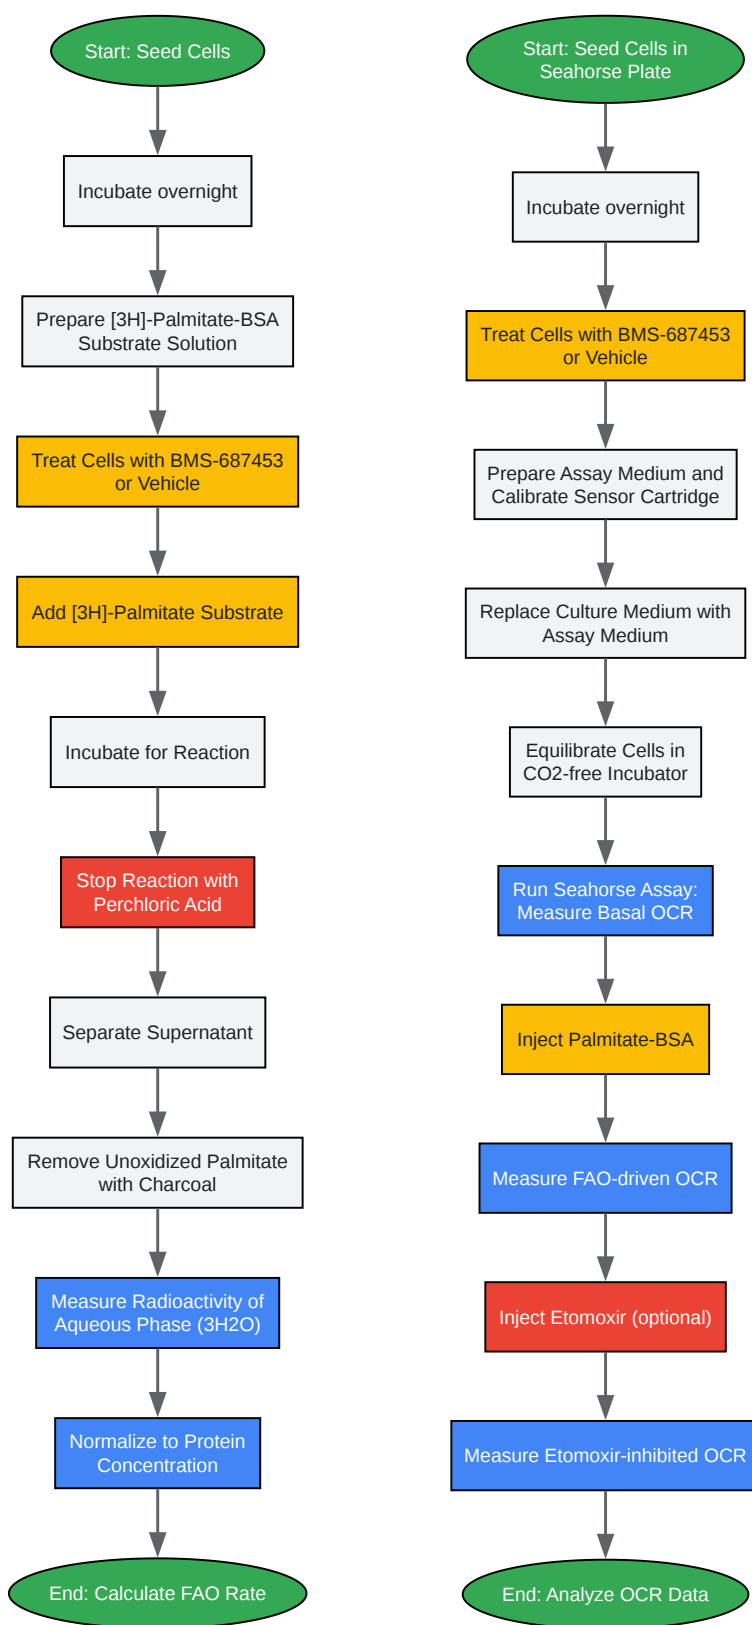 Start: Seed Cells
Incubate overnight
Prepare [3H]-Palmitate-BSA
Substrate Solution
Treat Cells with BMS-687453
or Vehicle
Add [3H]-Palmitate Substrate
Incubate for Reaction
Stop Reaction with
Perchloric Acid
Separate Supernatant
Remove Unoxidized Palmitate
with Charcoal
Measure Radioactivity of
Aqueous Phase (3H2O)
Normalize to Protein
Concentration
End: Calculate FAO Rate
Start: Seed Cells in
Seahorse Plate
Incubate overnight
Treat Cells with BMS-687453
or Vehicle
Prepare Assay Medium and
Calibrate Sensor Cartridge
Replace Culture Medium with
Assay Medium
Equilibrate Cells in
CO2-free Incubator
Run Seahorse Assay:
Measure Basal OCR
Inject Palmitate-BSA
Measure FAO-driven OCR
Inject Etomoxir (optional)
Measure Etomoxir-inhibited OCR
End: Analyze OCR Data